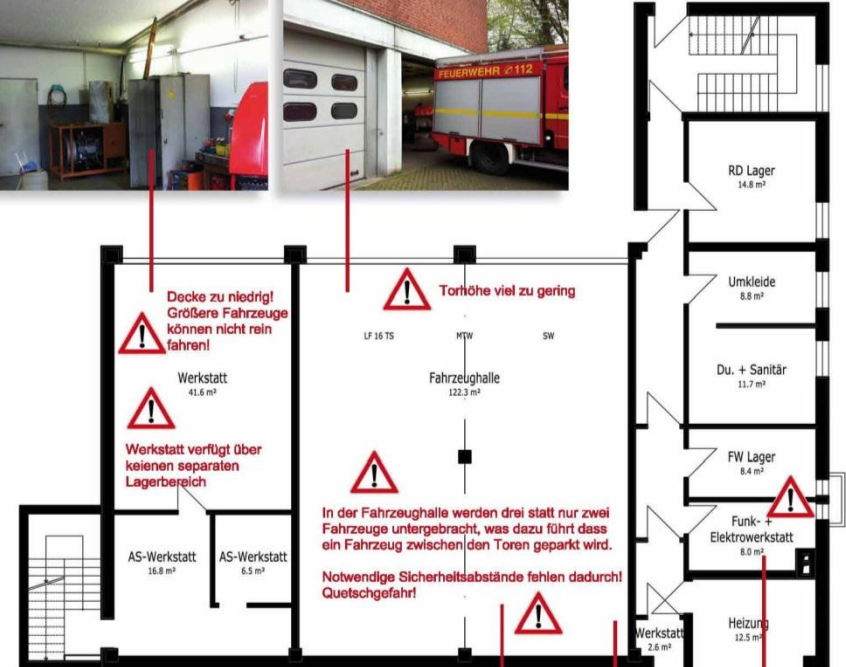 FEUERWEHR 112
RD Lager
14.8 m²
Decke zu niedrig!
Größere Fahrzeuge
können nicht rein
fahren!
Torhöhe viel zu gering
Umkleide
8.8 m²
LF 16 TS
MTW
SW
Werkstatt
41.6 m²
Fahrzeughalle
122.3 m²
Du. + Sanitär
11.7 m²
Werkstatt verfügt über
keienen separaten
Lagerbereich
FW Lager
8.4 m²
In der Fahrzeughalle werden drei statt nur zwei
Fahrzeuge untergebracht, was dazu führt dass
ein Fahrzeug zwischen den Toren geparkt wird.
Notwendige Sicherheitsabstände fehlen dadurch!
Quetschgefahr!
Funk- +
Elektrowerkstatt
8.0 m²
AS-Werkstatt
16.8 m²
AS-Werkstatt
6.5 m²
Werkstatt
2.6 m²
Heizung
12.5 m²